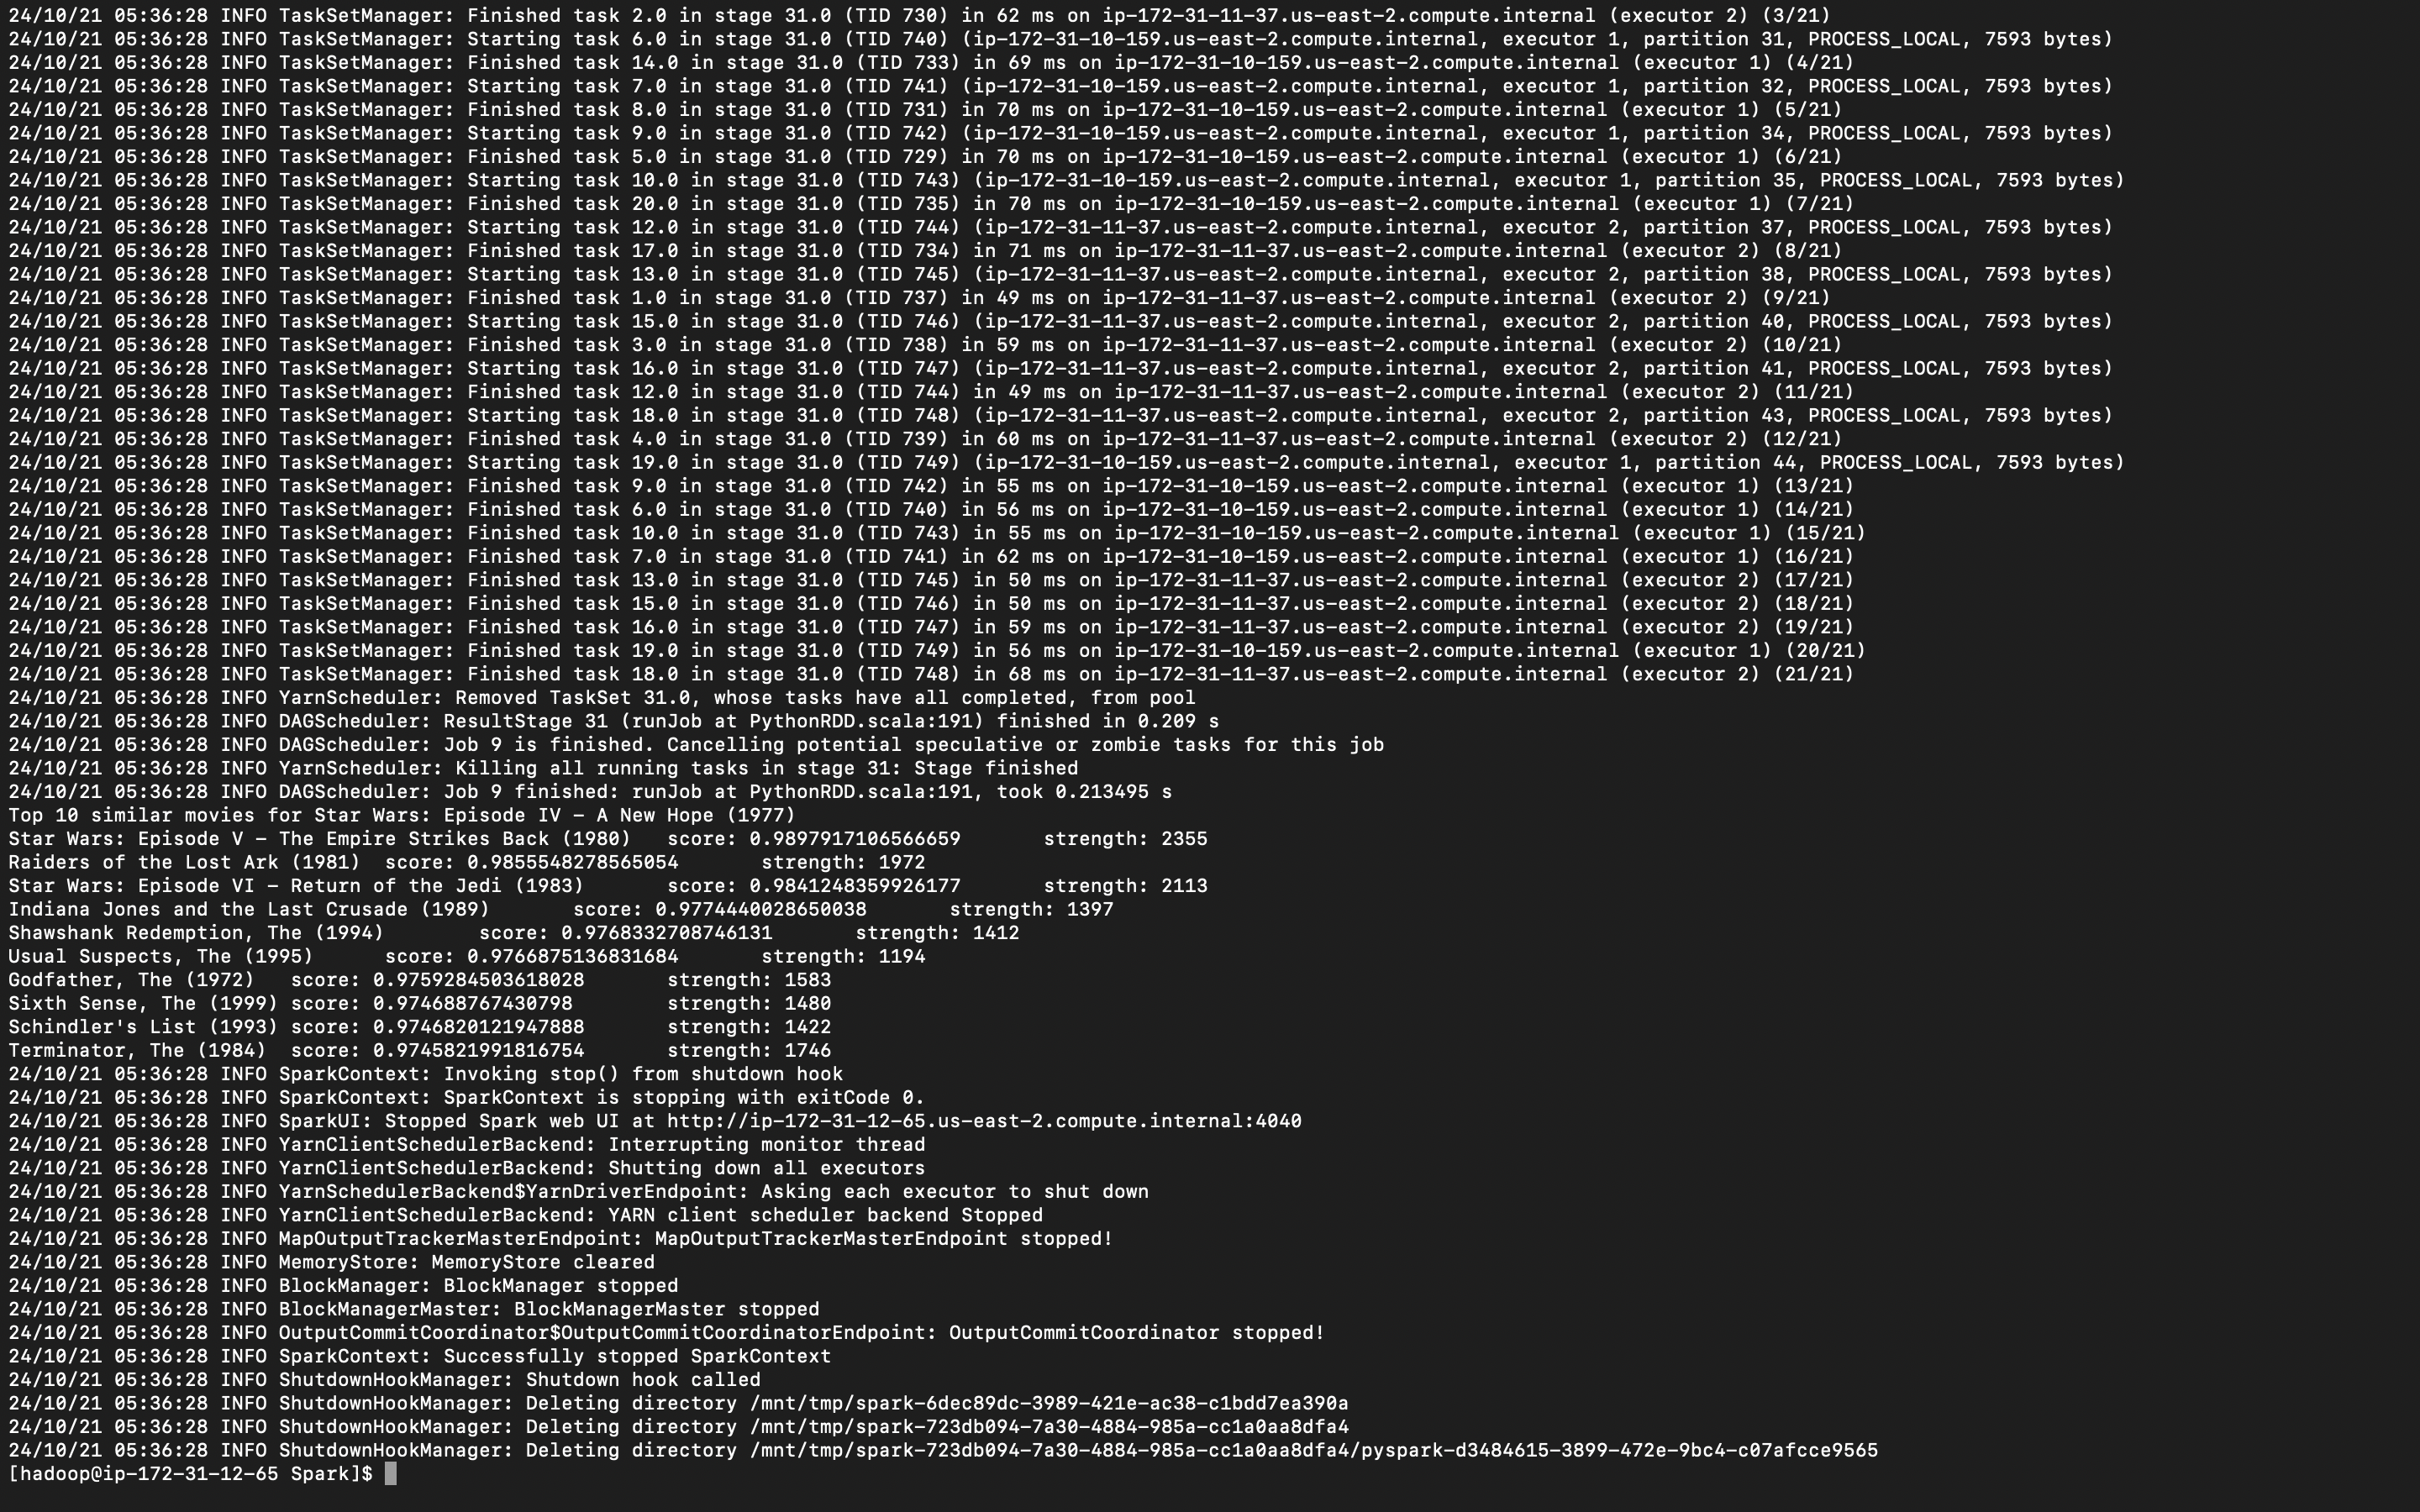 24/10/21 05:36:28 INFO TaskSetManager: Finished task 2.0 in stage 31.0 (TID 730) in 62 ms on ip-172-31-11-37.us-east-2.compute.internal (executor 2) (3/21)
24/10/21 05:36:28 INFO TaskSetManager: Starting task 6.0 in stage 31.0 (TID 740) (ip-172-31-10-159.us-east-2.compute.internal, executor 1, partition 31, PROCESS_LOCAL, 7593 bytes)
24/10/21 05:36:28 INFO TaskSetManager: Finished task 14.0 in stage 31.0 (TID 733) in 69 ms on ip-172-31-10-159.us-east-2.compute.internal (executor 1) (4/21)
24/10/21 05:36:28 INFO TaskSetManager: Starting task 7.0 in stage 31.0 (TID 741) (ip-172-31-10-159.us-east-2.compute.internal, executor 1, partition 32, PROCESS_LOCAL, 7593 bytes)
24/10/21 05:36:28 INFO TaskSetManager: Finished task 8.0 in stage 31.0 (TID 731) in 70 ms on ip-172-31-10-159.us-east-2.compute.internal (executor 1) (5/21)
24/10/21 05:36:28 INFO TaskSetManager: Starting task 9.0 in stage 31.0 (TID 742) (ip-172-31-10-159.us-east-2.compute.internal, executor 1, partition 34, PROCESS_LOCAL, 7593 bytes)
24/10/21 05:36:28 INFO TaskSetManager: Finished task 5.0 in stage 31.0 (TID 729) in 70 ms on ip-172-31-10-159.us-east-2.compute.internal (executor 1) (6/21)
24/10/21 05:36:28 INFO TaskSetManager: Starting task 10.0 in stage 31.0 (TID 743) (ip-172-31-10-159.us-east-2.compute.internal, executor 1, partition 35, PROCESS_LOCAL, 7593 bytes)
24/10/21 05:36:28 INFO TaskSetManager: Finished task 20.0 in stage 31.0 (TID 735) in 70 ms on ip-172-31-10-159.us-east-2.compute.internal (executor 1) (7/21)
24/10/21 05:36:28 INFO TaskSetManager: Starting task 12.0 in stage 31.0 (TID 744) (ip-172-31-11-37.us-east-2.compute.internal, executor 2, partition 37, PROCESS_LOCAL, 7593 bytes)
24/10/21 05:36:28 INFO TaskSetManager: Finished task 17.0 in stage 31.0 (TID 734) in 71 ms on ip-172-31-11-37.us-east-2.compute.internal (executor 2) (8/21)
24/10/21 05:36:28 INFO TaskSetManager: Starting task 13.0 in stage 31.0 (TID 745) (ip-172-31-11-37.us-east-2.compute.internal, executor 2, partition 38, PROCESS_LOCAL, 7593 bytes)
24/10/21 05:36:28 INFO TaskSetManager: Finished task 1.0 in stage 31.0 (TID 737) in 49 ms on ip-172-31-11-37.us-east-2.compute.internal (executor 2) (9/21)
24/10/21 05:36:28 INFO TaskSetManager: Starting task 15.0 in stage 31.0 (TID 746) (ip-172-31-11-37.us-east-2.compute.internal, executor 2, partition 40, PROCESS_LOCAL, 7593 bytes)
24/10/21 05:36:28 INFO TaskSetManager: Finished task 3.0 in stage 31.0 (TID 738) in 59 ms on ip-172-31-11-37.us-east-2.compute.internal (executor 2) (10/21)
24/10/21 05:36:28 INFO TaskSetManager: Starting task 16.0 in stage 31.0 (TID 747) (ip-172-31-11-37.us-east-2.compute.internal, executor 2, partition 41, PROCESS_LOCAL, 7593 bytes)
24/10/21 05:36:28 INFO TaskSetManager: Finished task 12.0 in stage 31.0 (TID 744) in 49 ms on ip-172-31-11-37.us-east-2.compute.internal (executor 2) (11/21)
24/10/21 05:36:28 INFO TaskSetManager: Starting task 18.0 in stage 31.0 (TID 748) (ip-172-31-11-37.us-east-2.compute.internal, executor 2, partition 43, PROCESS_LOCAL, 7593 bytes)
24/10/21 05:36:28 INFO TaskSetManager: Finished task 4.0 in stage 31.0 (TID 739) in 60 ms on ip-172-31-11-37.us-east-2.compute.internal (executor 2) (12/21)
24/10/21 05:36:28 INFO TaskSetManager: Starting task 19.0 in stage 31.0 (TID 749) (ip-172-31-10-159.us-east-2.compute.internal, executor 1, partition 44, PROCESS_LOCAL, 7593 bytes)
24/10/21 05:36:28 INFO TaskSetManager: Finished task 9.0 in stage 31.0 (TID 742) in 55 ms on ip-172-31-10-159.us-east-2.compute.internal (executor 1) (13/21)
24/10/21 05:36:28 INFO TaskSetManager: Finished task 6.0 in stage 31.0 (TID 740) in 56 ms on ip-172-31-10-159.us-east-2.compute.internal (executor 1) (14/21)
24/10/21 05:36:28 INFO TaskSetManager: Finished task 10.0 in stage 31.0 (TID 743) in 55 ms on ip-172-31-10-159.us-east-2.compute.internal (executor 1) (15/21)
24/10/21 05:36:28 INFO TaskSetManager: Finished task 7.0 in stage 31.0 (TID 741) in 62 ms on ip-172-31-10-159.us-east-2.compute.internal (executor 1) (16/21)
24/10/21 05:36:28 INFO TaskSetManager: Finished task 13.0 in stage 31.0 (TID 745) in 50 ms on ip-172-31-11-37.us-east-2.compute.internal (executor 2) (17/21)
24/10/21 05:36:28 INFO TaskSetManager: Finished task 15.0 in stage 31.0 (TID 746) in 50 ms on ip-172-31-11-37.us-east-2.compute.internal (executor 2) (18/21)
24/10/21 05:36:28 INFO TaskSetManager: Finished task 16.0 in stage 31.0 (TID 747) in 59 ms on ip-172-31-11-37.us-east-2.compute.internal (executor 2) (19/21)
24/10/21 05:36:28 INFO TaskSetManager: Finished task 19.0 in stage 31.0 (TID 749) in 56 ms on ip-172-31-10-159.us-east-2.compute.internal (executor 1) (20/21)
24/10/21 05:36:28 INFO TaskSetManager: Finished task 18.0 in stage 31.0 (TID 748) in 68 ms on ip-172-31-11-37.us-east-2.compute.internal (executor 2) (21/21)
24/10/21 05:36:28 INFO YarnScheduler: Removed TaskSet 31.0, whose tasks have all completed, from pool
24/10/21 05:36:28 INFO DAGScheduler: ResultStage 31 (runJob at PythonRDD.scala:191) finished in 0.209 s
24/10/21 05:36:28 INFO DAGScheduler: Job 9 is finished. Cancelling potential speculative or zombie tasks for this job
24/10/21 05:36:28 INFO YarnScheduler: Killing all running tasks in stage 31: Stage finished
24/10/21 05:36:28 INFO DAGScheduler: Job 9 finished: runJob at PythonRDD.scala:191, took 0.213495 s
Top 10 similar movies for Star Wars: Episode IV - A New Hope (1977)
Star Wars: Episode V - The Empire Strikes Back (1980)   score: 0.9897917106566659       strength: 2355
Raiders of the Lost Ark (1981)  score: 0.9855548278565054       strength: 1972
Star Wars: Episode VI - Return of the Jedi (1983)       score: 0.9841248359926177       strength: 2113
Indiana Jones and the Last Crusade (1989)       score: 0.9774440028650038       strength: 1397
Shawshank Redemption, The (1994)        score: 0.9768332708746131       strength: 1412
Usual Suspects, The (1995)      score: 0.9766875136831684       strength: 1194
Godfather, The (1972)   score: 0.9759284503618028       strength: 1583
Sixth Sense, The (1999) score: 0.974688767430798        strength: 1480
Schindler's List (1993) score: 0.9746820121947888       strength: 1422
Terminator, The (1984)  score: 0.9745821991816754       strength: 1746
24/10/21 05:36:28 INFO SparkContext: Invoking stop() from shutdown hook
24/10/21 05:36:28 INFO SparkContext: SparkContext is stopping with exitCode 0.
24/10/21 05:36:28 INFO SparkUI: Stopped Spark web UI at http://ip-172-31-12-65.us-east-2.compute.internal:4040
24/10/21 05:36:28 INFO YarnClientSchedulerBackend: Interrupting monitor thread
24/10/21 05:36:28 INFO YarnClientSchedulerBackend: Shutting down all executors
24/10/21 05:36:28 INFO YarnSchedulerBackend$YarnDriverEndpoint: Asking each executor to shut down
24/10/21 05:36:28 INFO YarnClientSchedulerBackend: YARN client scheduler backend Stopped
24/10/21 05:36:28 INFO MapOutputTrackerMasterEndpoint: MapOutputTrackerMasterEndpoint stopped!
24/10/21 05:36:28 INFO MemoryStore: MemoryStore cleared
24/10/21 05:36:28 INFO BlockManager: BlockManager stopped
24/10/21 05:36:28 INFO BlockManagerMaster: BlockManagerMaster stopped
24/10/21 05:36:28 INFO OutputCommitCoordinator$OutputCommitCoordinatorEndpoint: OutputCommitCoordinator stopped!
24/10/21 05:36:28 INFO SparkContext: Successfully stopped SparkContext
24/10/21 05:36:28 INFO ShutdownHookManager: Shutdown hook called
24/10/21 05:36:28 INFO ShutdownHookManager: Deleting directory /mnt/tmp/spark-6dec89dc-3989-421e-ac38-c1bdd7ea390a
24/10/21 05:36:28 INFO ShutdownHookManager: Deleting directory /mnt/tmp/spark-723db094-7a30-4884-985a-cc1a0aa8dfa4
24/10/21 05:36:28 INFO ShutdownHookManager: Deleting directory /mnt/tmp/spark-723db094-7a30-4884-985a-cc1a0aa8dfa4/pyspark-d3484615-3899-472e-9bc4-c07afcce9565
[hadoop@ip-172-31-12-65 Spark]$